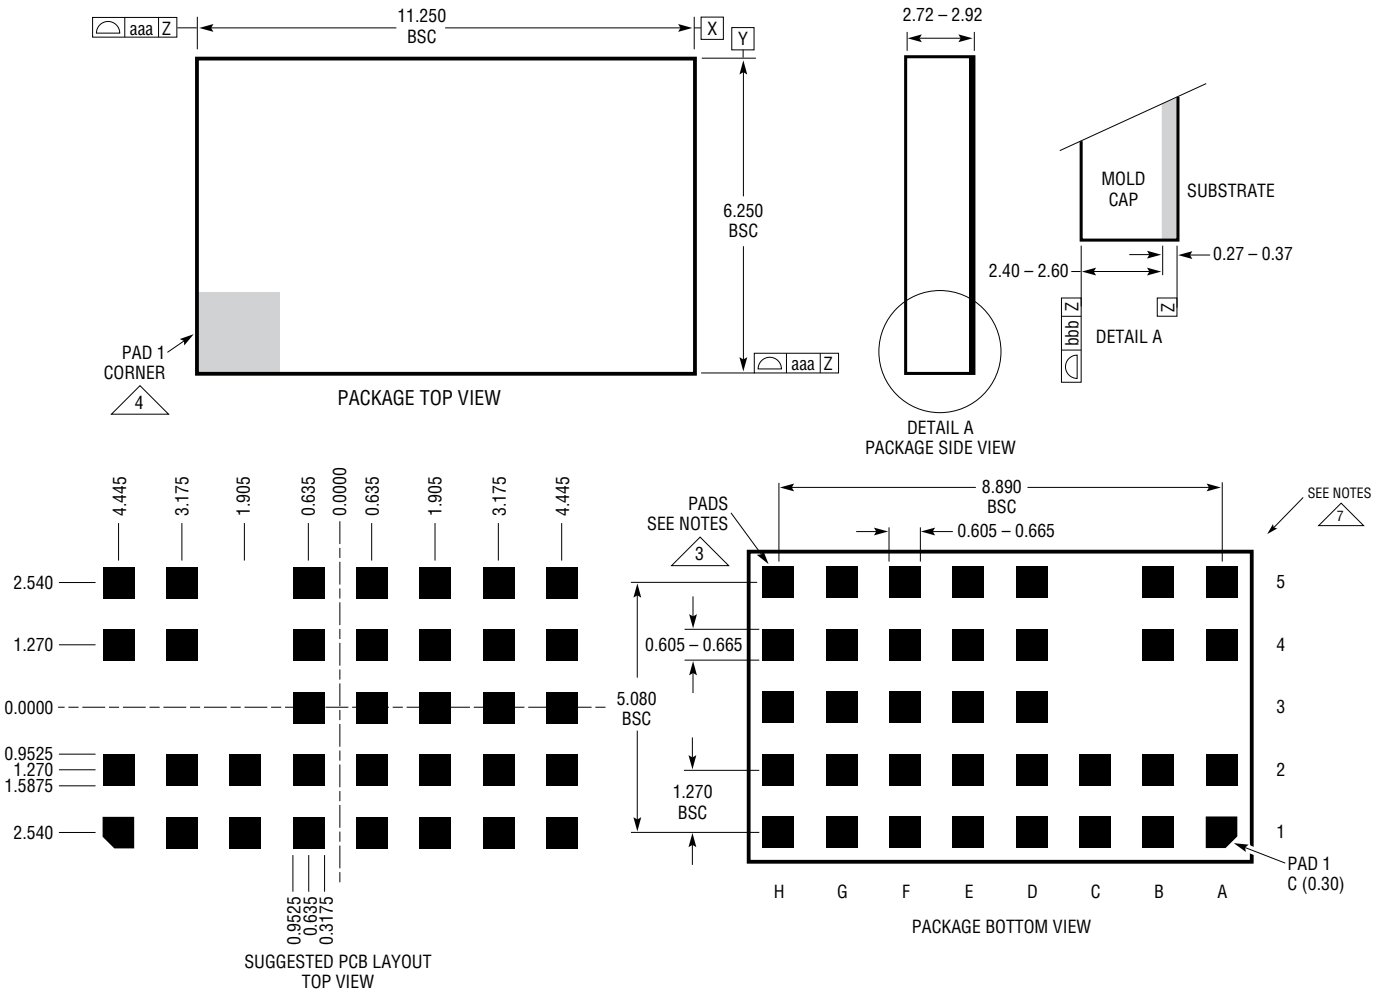 aaa Z
11.250
BSC
X
Y
6.250
BSC
aaa Z
PAD 1
CORNER
4
PACKAGE TOP VIEW
2.72 – 2.92
DETAIL A
PACKAGE SIDE VIEW
MOLD
CAP
SUBSTRATE
0.27 – 0.37
2.40 – 2.60
bbb Z
Z
DETAIL A
4.445
3.175
1.905
0.635
0.0000
0.635
1.905
3.175
4.445
2.540
1.270
0.0000
0.9525
1.270
1.5875
2.540
0.9525
0.635
0.3175
SUGGESTED PCB LAYOUT
TOP VIEW
PADS
SEE NOTES
3
8.890
BSC
0.605 – 0.665
SEE NOTES
7
0.605 – 0.665
5.080
BSC
1.270
BSC
5
4
3
2
1
PAD 1
C (0.30)
H G F E D C B A
PACKAGE BOTTOM VIEW